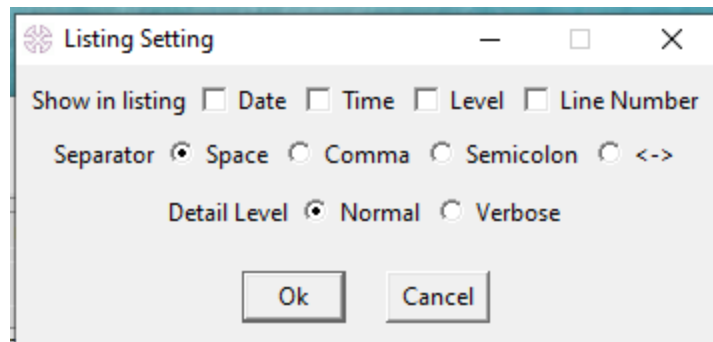 Listing Setting
Show in listing Date Time Level Line Number
Separator Space Comma Semicolon <->
Detail Level Normal Verbose
Ok Cancel